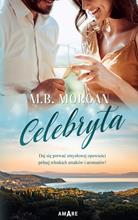 M.B. MORGAN
Celebryta
Daj się porwać zmysłowej opowieści
pełnej włoskich smaków i aromatów!
AMARE